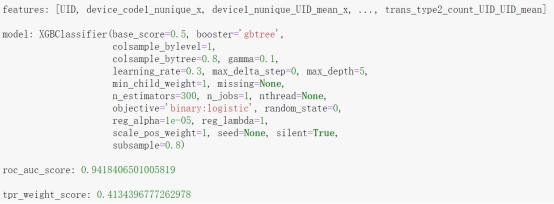 features: [UID, device_code1_nunique_x, device1_nunique_UID_mean_x, ..., trans_type2_count_UID_UID_mean]
model: XGBClassifier(base_score=0.5, booster='gbtree',
colsample_bylevel=1,
colsample_bytree=0.8, gamma=0.1,
learning_rate=0.3, max_delta_step=0, max_depth=5,
min_child_weight=1, missing=None,
n_estimators=300, n_jobs=1, nthread=None,
objective='binary:logistic', random_state=0,
reg_alpha=1e-05, reg_lambda=1,
scale_pos_weight=1, seed=None, silent=True,
subsample=0.8)
roc_auc_score: 0.9418406501005819
tpr_weight_score: 0.4134396777262978